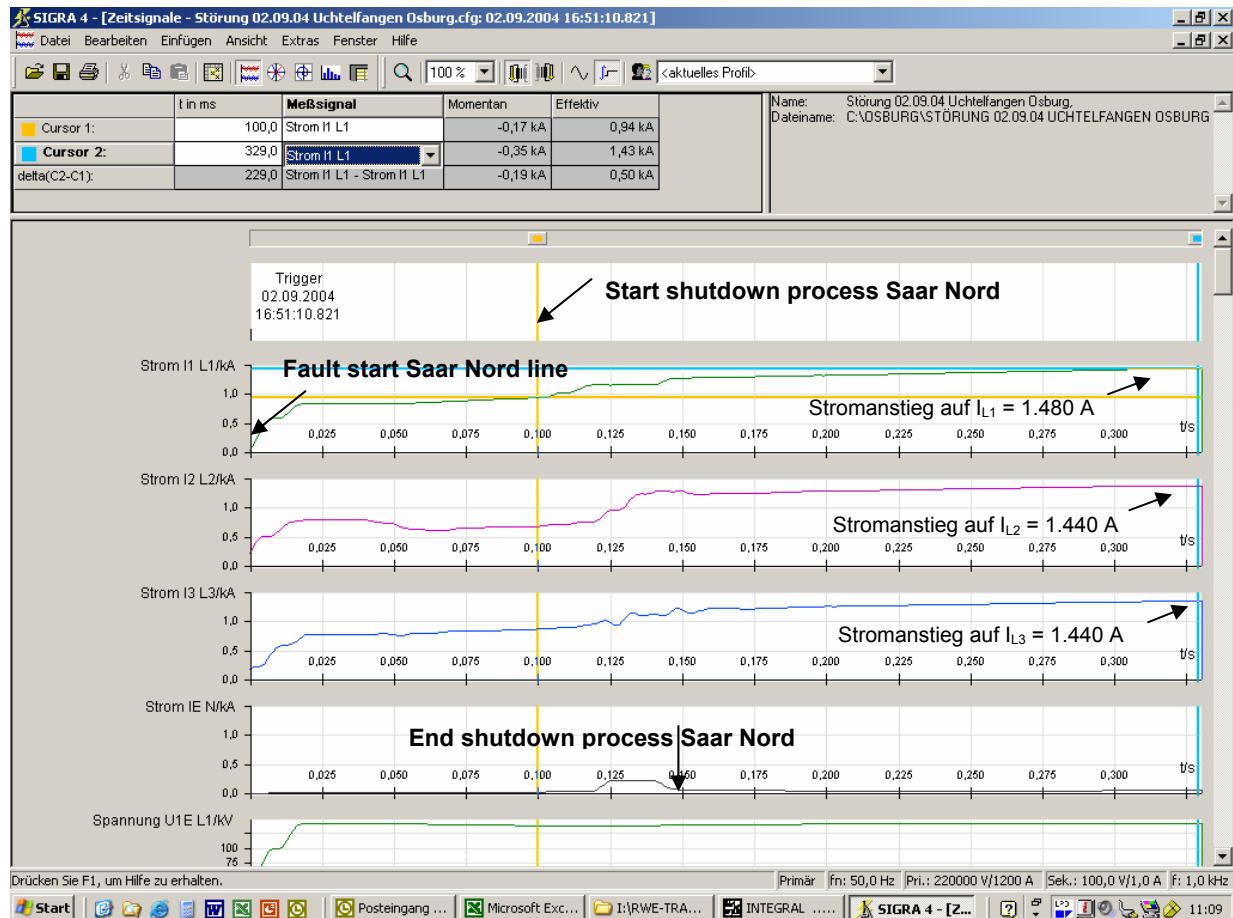 SIGRA 4 - [Zeitsignale - Störung 02.09.04 Uchtelfangen Osburg.cfg: 02.09.2004 16:51:10.821]
Datei Bearbeiten Einfügen Ansicht Extras Fenster Hilfe
100 % <aktuelles Profil>
t in ms Meßsignal Momentan Effektiv
Cursor 1: 100,0 Strom I1 L1 -0,17 kA 0,94 kA
Cursor 2: 329,0 Strom I1 L1 -0,35 kA 1,43 kA
delta(C2-C1): 229,0 Strom I1 L1 - Strom I1 L1 -0,19 kA 0,50 kA
Name: Störung 02.09.04 Uchtelfangen Osburg,
Dateiname: C:\OSBURG\STÖRUNG 02.09.04 UCHTELFANGEN OSBURG
Trigger
02.09.2004
16:51:10.821
Start shutdown process Saar Nord
Strom I1 L1/kA
Fault start Saar Nord line
1,0
Stromanstieg auf IL1 = 1.480 A
0,5
0,025 0,050 0,075 0,100 0,125 0,150 0,175 0,200 0,225 0,250 0,275 0,300 t/s
0,0
Strom I2 L2/kA
1,0
Stromanstieg auf IL2 = 1.440 A
0,5
0,025 0,050 0,075 0,100 0,125 0,150 0,175 0,200 0,225 0,250 0,275 0,300 t/s
0,0
Strom I3 L3/kA
1,0
Stromanstieg auf IL3 = 1.440 A
0,5
0,025 0,050 0,075 0,100 0,125 0,150 0,175 0,200 0,225 0,250 0,275 0,300 t/s
0,0
Strom IE N/kA
1,0
End shutdown process Saar Nord
0,5
0,025 0,050 0,075 0,100 0,125 0,150 0,175 0,200 0,225 0,250 0,275 0,300 t/s
0,0
Spannung U1E L1/kV
100
75
Drücken Sie F1, um Hilfe zu erhalten.
Primär fn: 50,0 Hz Pri.: 220000 V/1200 A Sek.: 100,0 V/1,0 A f: 1,0 kHz
Start Posteingang ... Microsoft Exc... I:\RWE-TRA... INTEGRAL ..... SIGRA 4 - [Z... 11:09